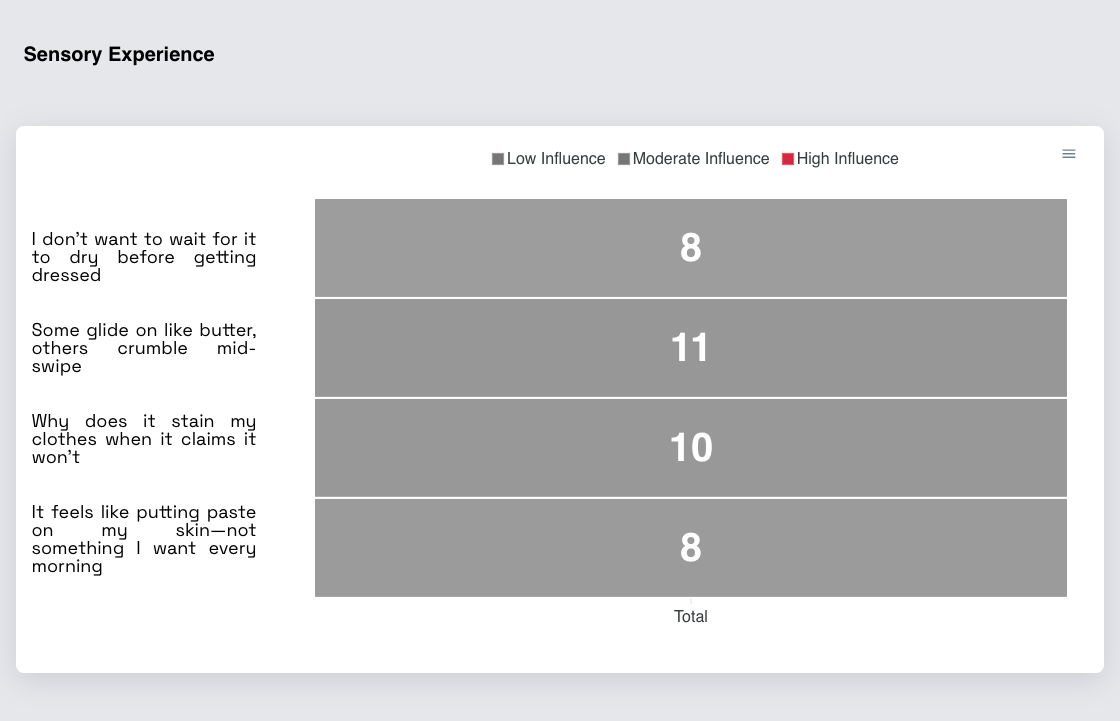 Sensory Experience
Low Influence Moderate Influence High Influence
I don't want to wait for it
to dry before getting
dressed
8
Some glide on like butter,
others crumble mid-
swipe
11
Why does it stain my
clothes when it claims it
won't
10
It feels like putting paste
on my skin—not
something I want every
morning
8
Total